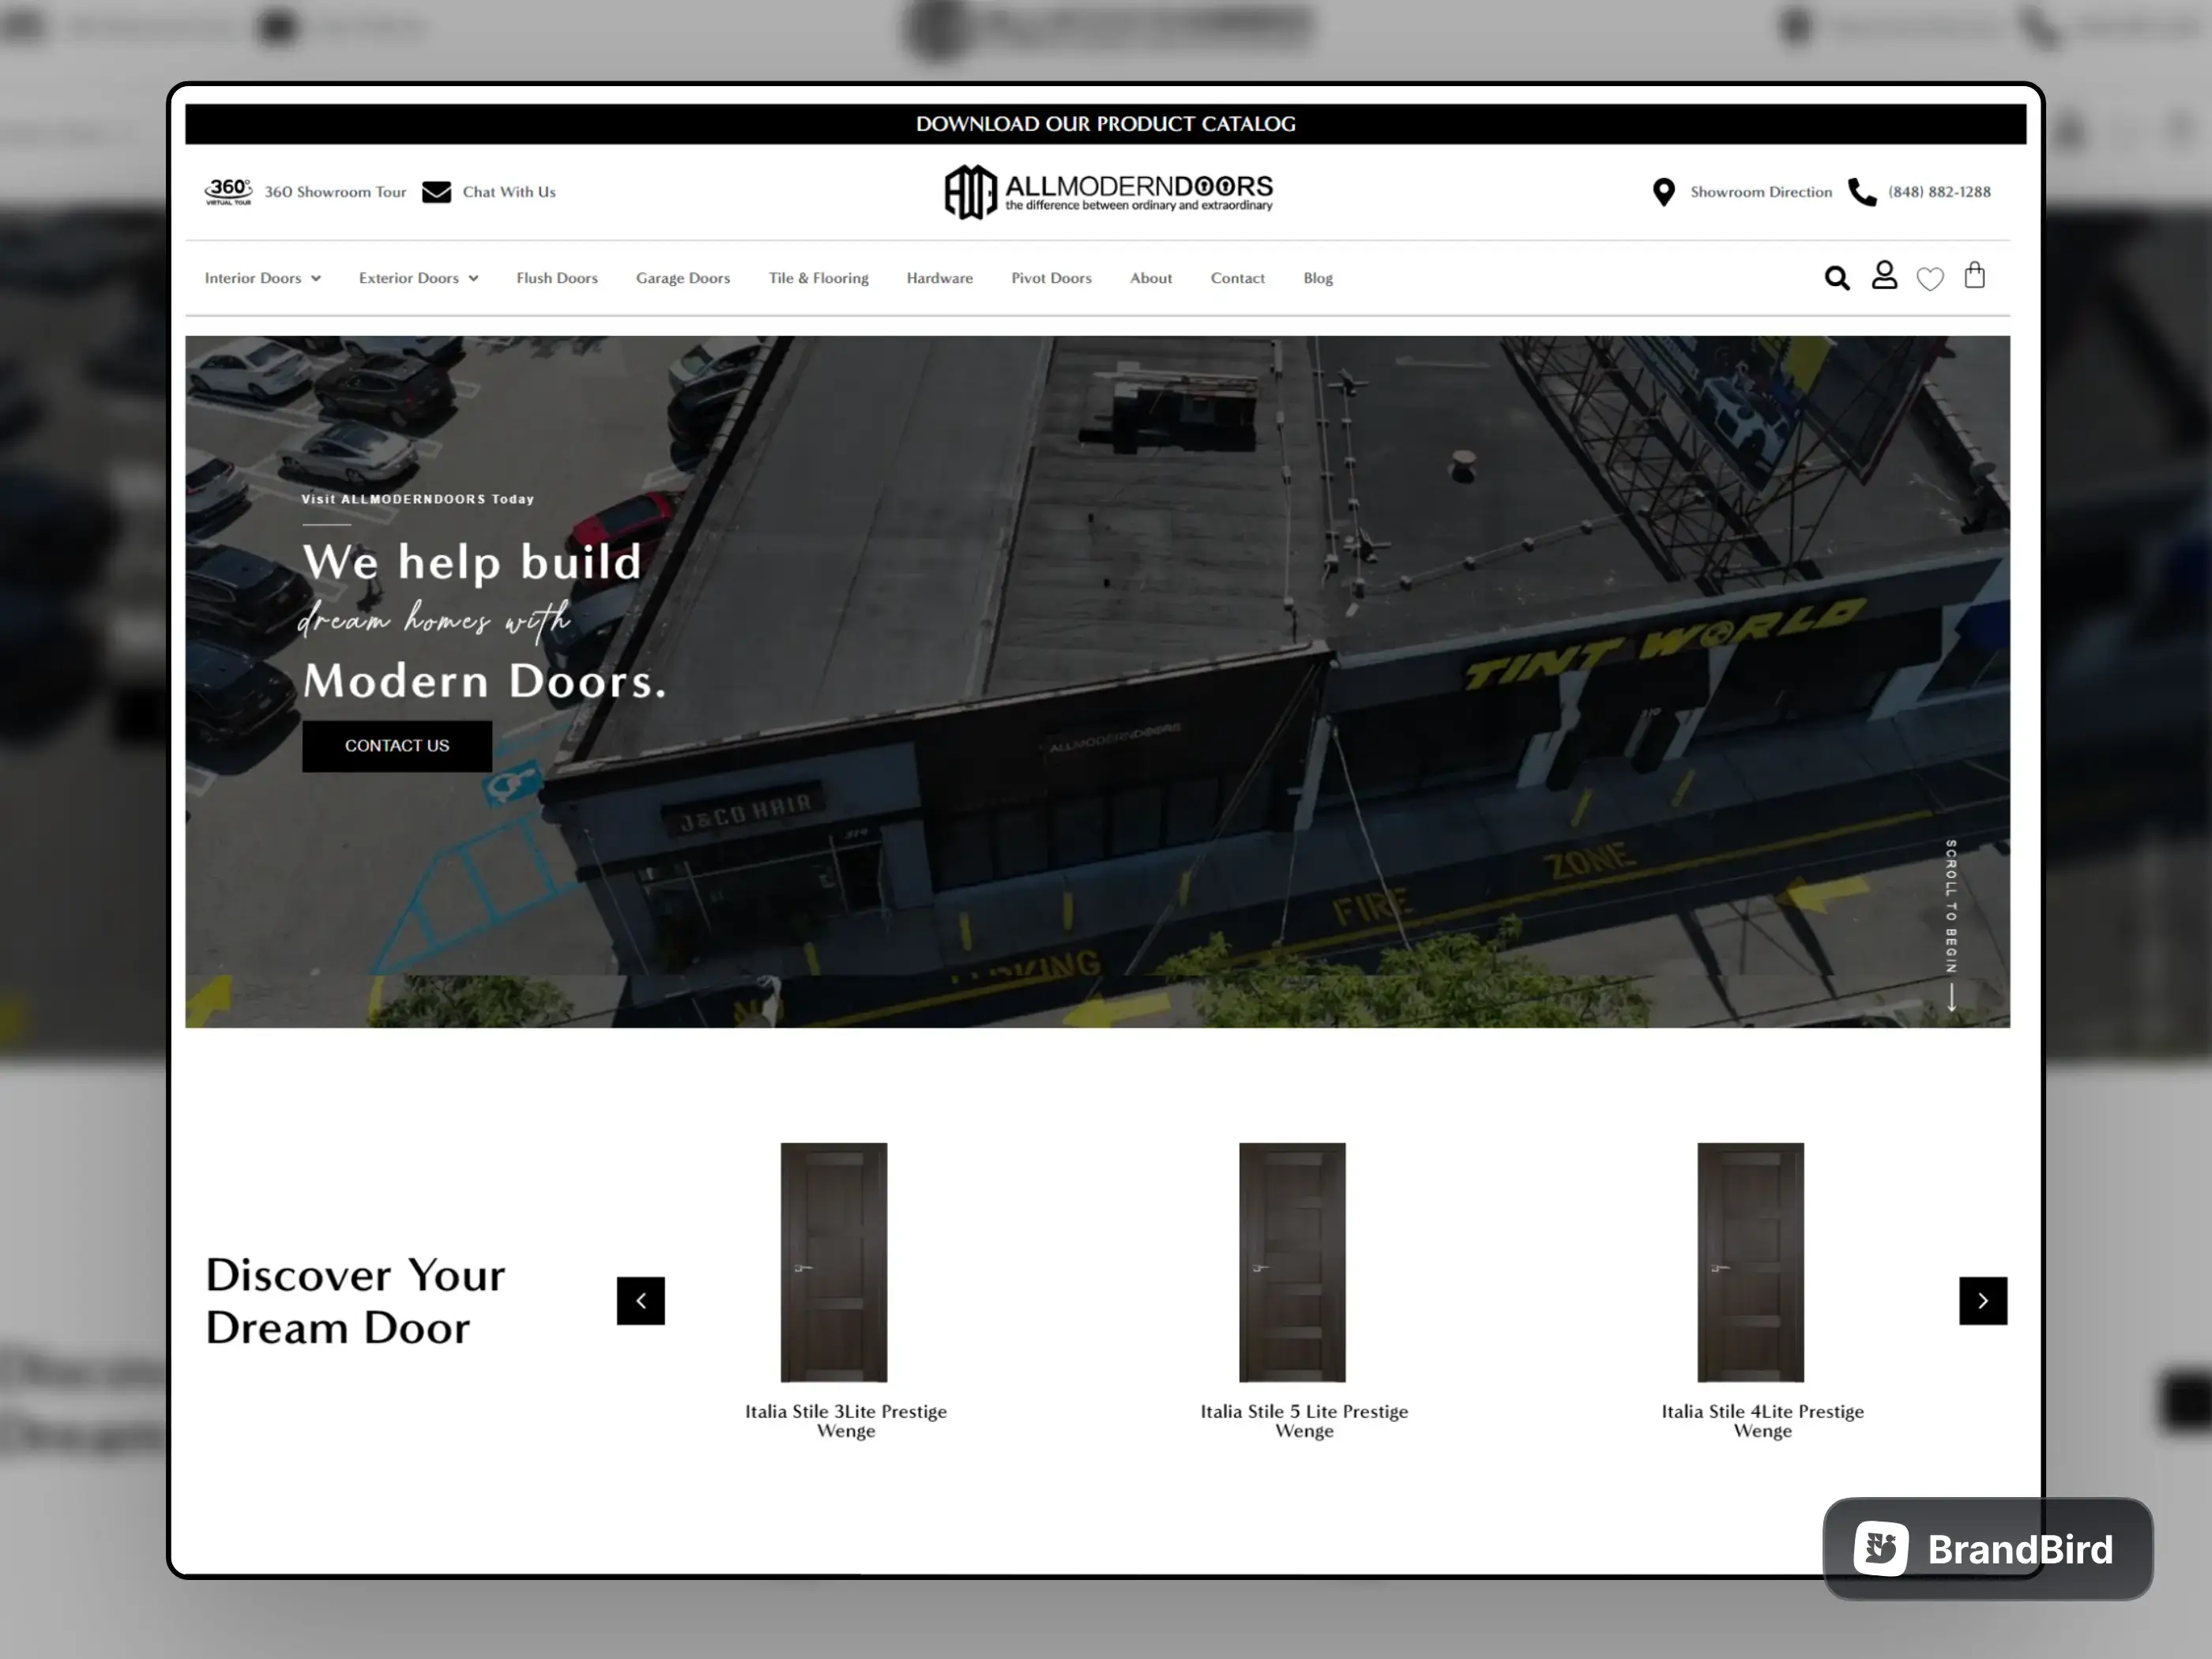 DOWNLOAD OUR PRODUCT CATALOG
360°
VIRTUAL TOUR
360 Showroom Tour
Chat With Us
ALLMODERNDOORS
the difference between ordinary and extraordinary
Showroom Direction
(848) 882-1288
Interior Doors
Exterior Doors
Flush Doors
Garage Doors
Tile & Flooring
Hardware
Pivot Doors
About
Contact
Blog
Visit ALLMODERNDOORS Today
We help build
dream homes with
Modern Doors.
CONTACT US
TINT WORLD
319
ALLMODERNDOORS
J&CO HAIR
FIRE
ZONE
SCROLL TO BEGIN
Discover Your
Dream Door
Italia Stile 3Lite Prestige
Wenge
Italia Stile 5 Lite Prestige
Wenge
Italia Stile 4Lite Prestige
Wenge
BrandBird